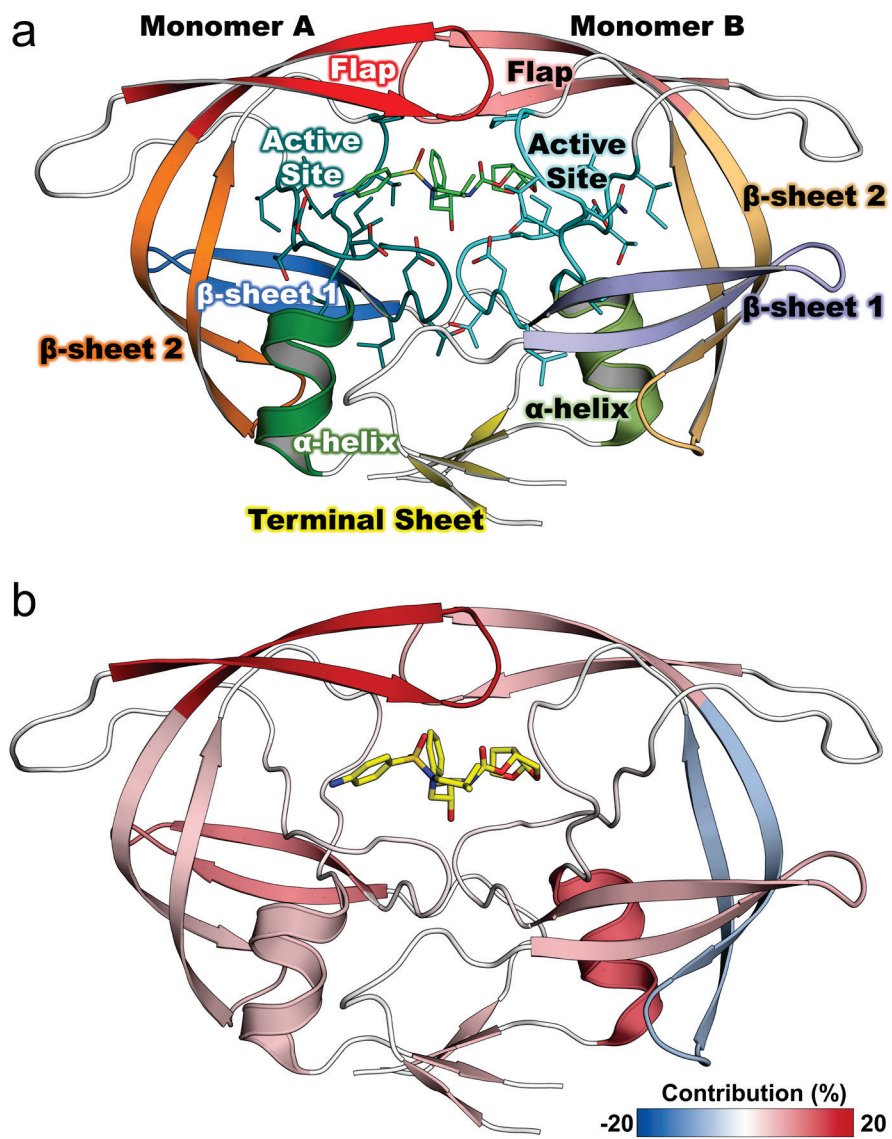 a
Monomer A
Monomer B
Flap
Flap
Active
Site
Active
Site
β-sheet 2
β-sheet 1
β-sheet 1
β-sheet 2
α-helix
α-helix
Terminal Sheet
b
Contribution (%)
-20
20